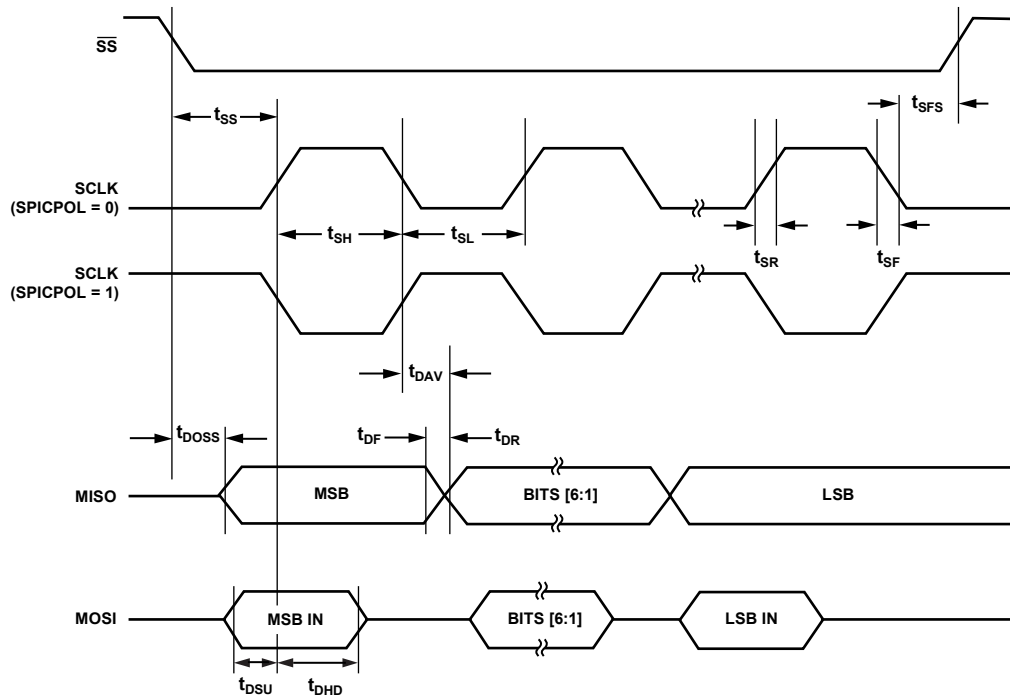 SS
tSS
tSFS
SCLK
(SPICPOL = 0)
tSH
tSL
tSR
tSF
SCLK
(SPICPOL = 1)
tDAV
tDOSS
tDF
tDR
MISO
MSB
BITS [6:1]
LSB
MOSI
MSB IN
BITS [6:1]
LSB IN
tDSU
tDHD